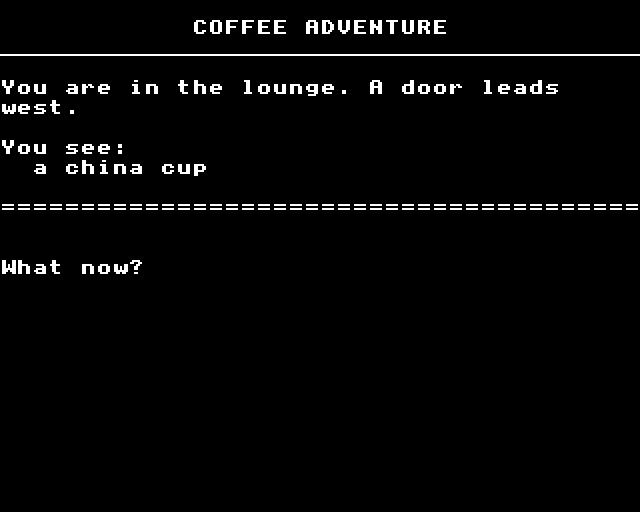 COFFEE ADVENTURE
You are in the lounge. A door leads
west.
You see:
a china cup
========================================
What now?